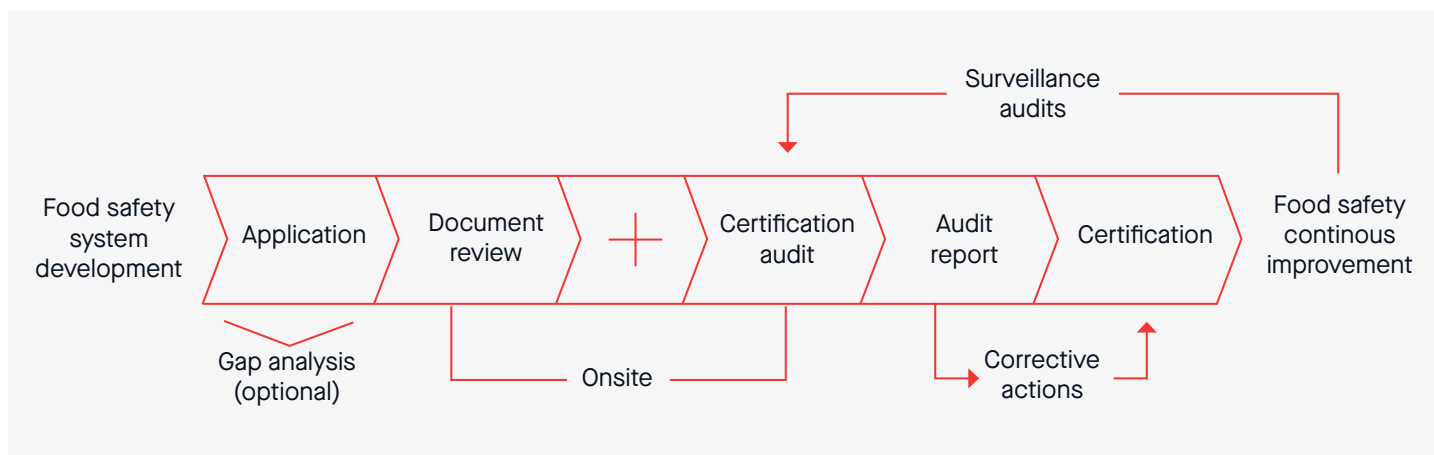 Surveillance
audits
Food safety
system
development
Application
Document
review
Certification
audit
Audit
report
Certification
Food safety
continous
improvement
Gap analysis
(optional)
Onsite
Corrective
actions